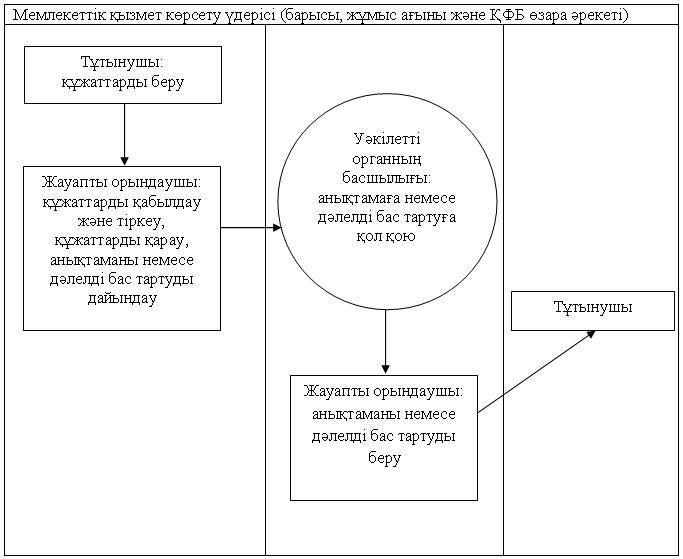 Мемлекеттік қызмет көрсету үдерісі (барысы, жұмыс ағыны және ҚФБ өзара әрекеті)
Тұтынушы:
құжаттарды беру
Жауапты орындаушы:
құжаттарды қабылдау
және тіркеу,
құжаттарды қарау,
анықтаманы немесе
дәлелді бас тартуды
дайындау
Уәкілетті
органның
басшылығы:
анықтамаға немесе
дәлелді бас тартуға
қол қою
Жауапты орындаушы:
анықтаманы немесе
дәлелді бас тартуды
беру
Тұтынушы